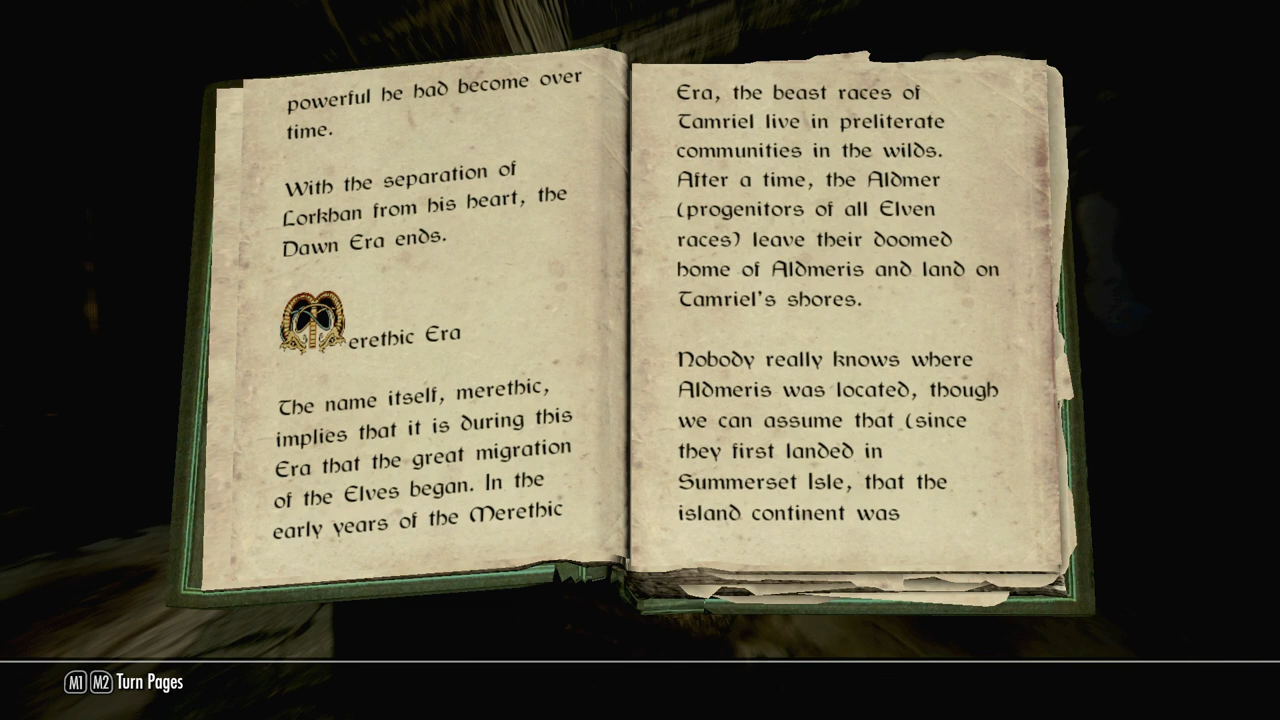 powerful he had become over
time.
With the separation of
Lorkhan from his heart, the
Dawn Era ends.
Merethic Era
The name itself, merethic,
implies that it is during this
Era that the great migration
of the Elves began. In the
early years of the Merethic
Era, the beast races of
Tamriel live in preliterate
communities in the wilds.
After a time, the Aldmer
(progenitors of all Elven
races) leave their doomed
home of Aldmeris and land on
Tamriel's shores.
Nobody really knows where
Aldmeris was located, though
we can assume that (since
they first landed in
Summerset Isle, that the
island continent was
M1 M2 Turn Pages